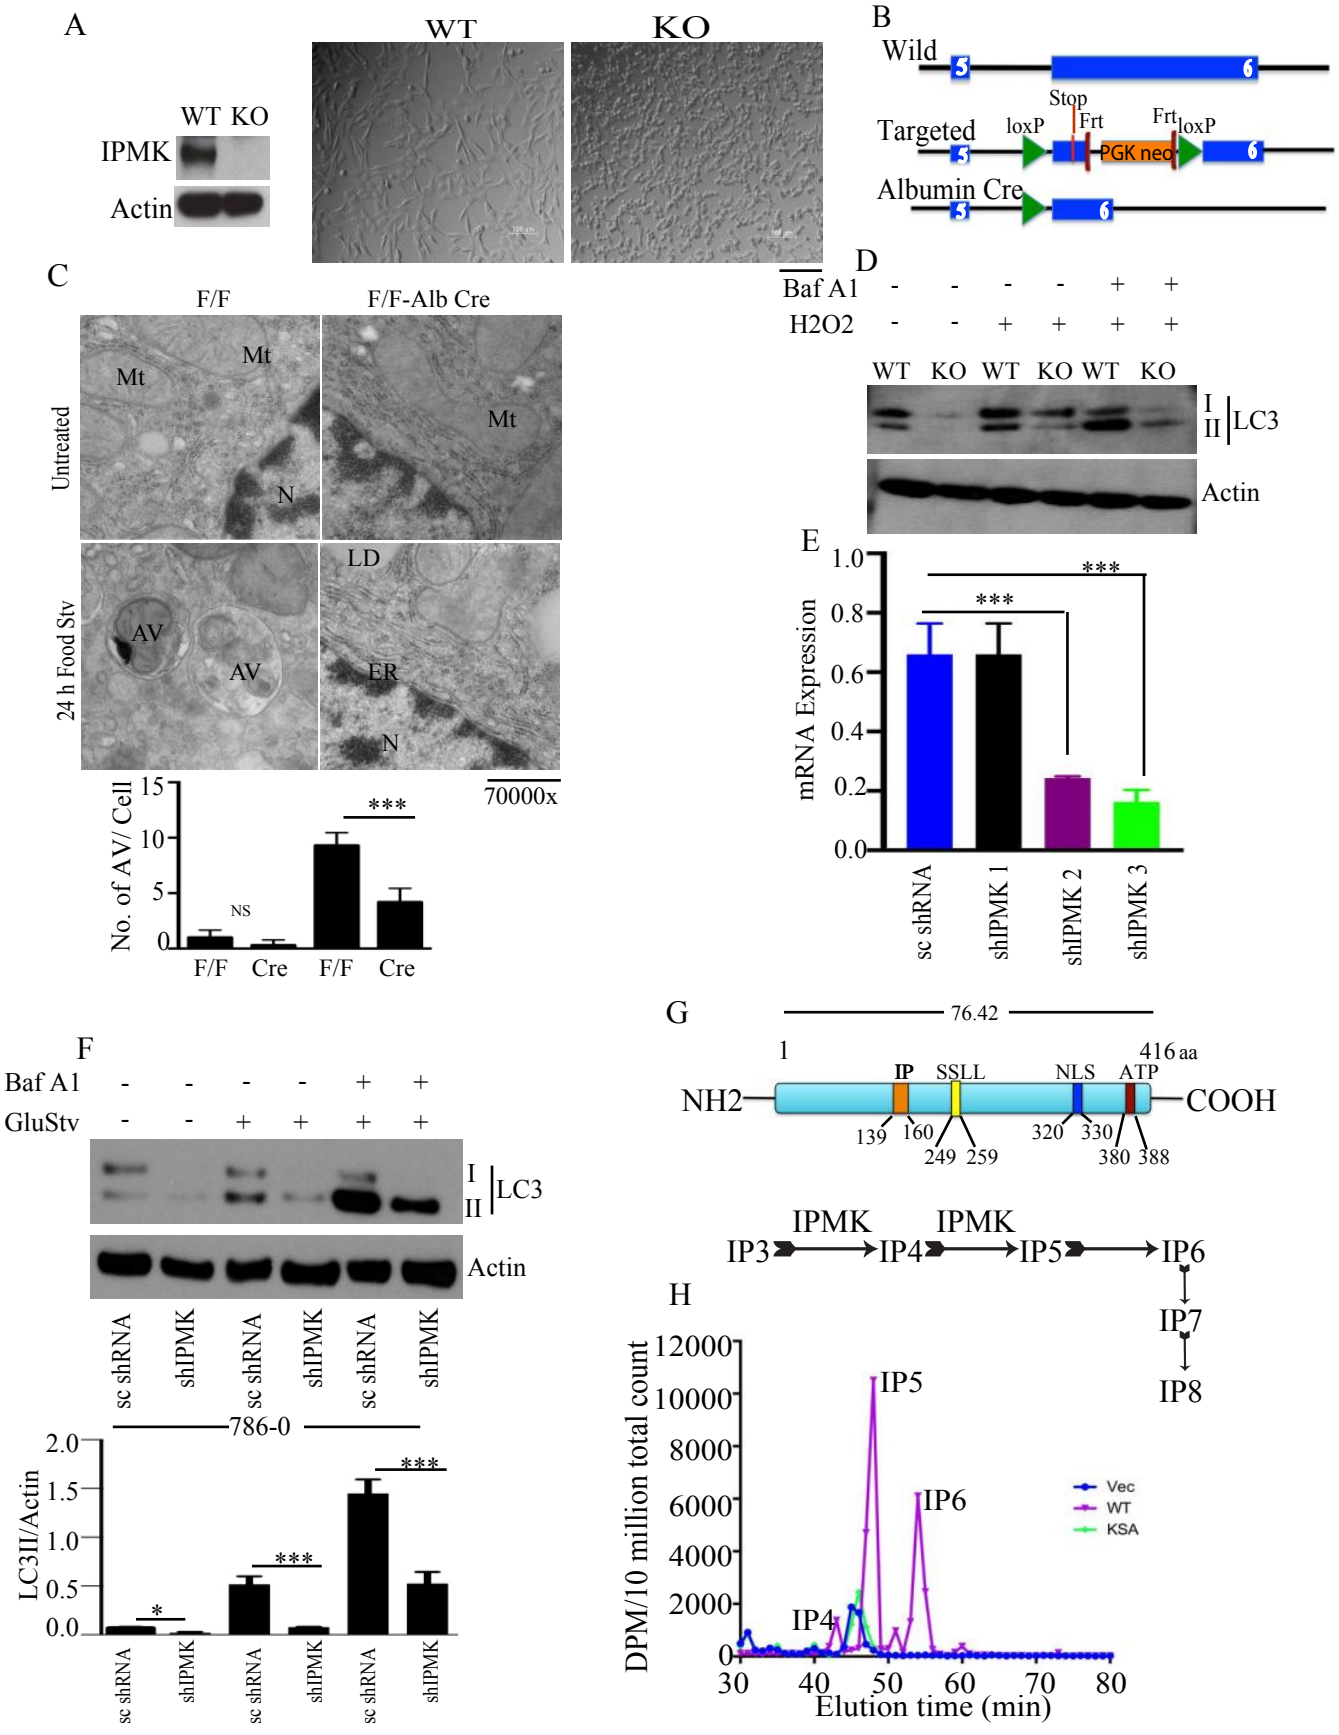 A
WT KO
WT KO
IPMK
Actin
100 µm
100 µm
B
Wild
5 6
Stop
loxP Frt Frt loxP
Targeted
5 PGK neo 6
Albumin Cre
5 6
C
F/F F/F-Alb Cre
Untreated
Mt Mt N
Mt
24 h Food Stv
AV AV
LD ER N
70000x
No. of AV/ Cell
15
10
5
0
NS
***
F/F Cre F/F Cre
D
Baf A1 - - - - + +
H2O2 - - + + + +
WT KO WT KO WT KO
I
II
LC3
Actin
E
mRNA Expression
1.0
0.8
0.6
0.4
0.2
0.0
***
***
sc shRNA
shIPMK 1
shIPMK 2
shIPMK 3
F
Baf A1 - - - - + +
GluStv - - + + + +
I
II
LC3
Actin
sc shRNA
shIPMK
sc shRNA
shIPMK
sc shRNA
shIPMK
786-0
LC3II/Actin
2.0
1.5
1.0
0.5
0.0
*
***
***
sc shRNA
shIPMK
sc shRNA
shIPMK
sc shRNA
shIPMK
G
76.42
1 416 aa
IP SSLL NLS ATP
NH2 COOH
139 160 249 259 320 330 380 388
IPMK IPMK
IP3 IP4 IP5 IP6
IP7
IP8
H
DPM/10 million total count
12000
10000
8000
6000
4000
2000
0
IP5
IP6
IP4
Vec
WT
KSA
30 40 50 60 70 80
Elution time (min)